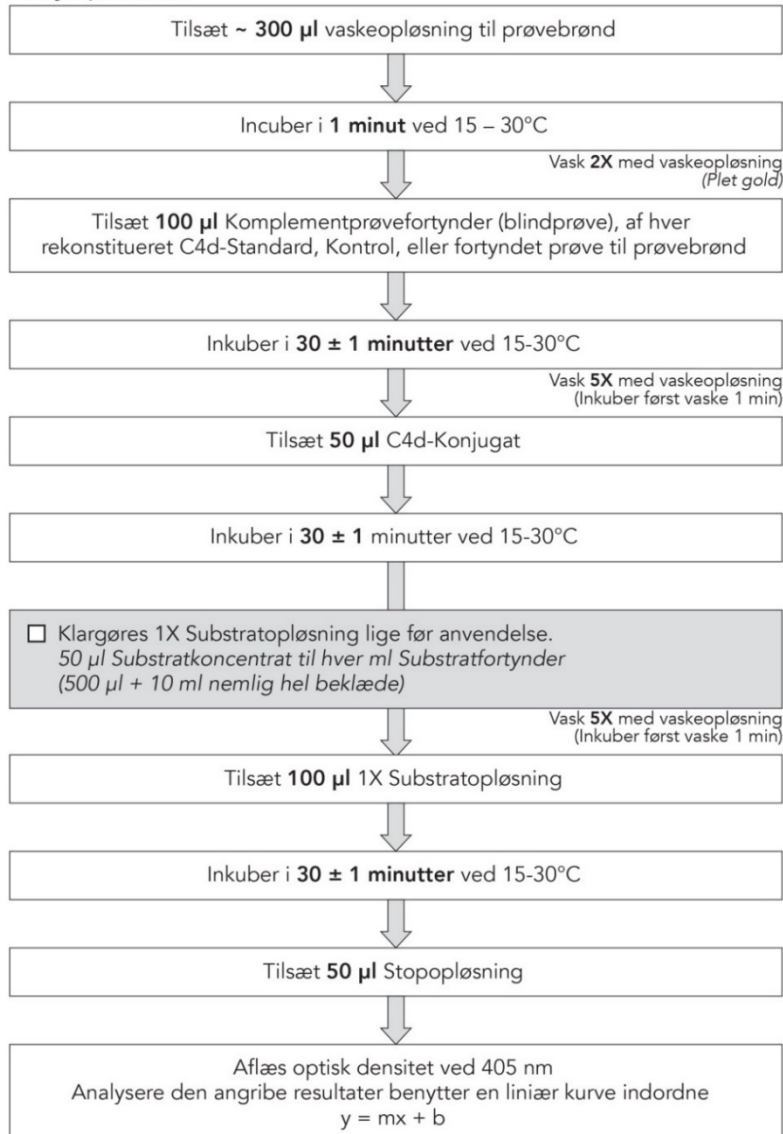 Tilsæt ~ 300 µl vaskeopløsning til prøvebrønd
Incuber i 1 minut ved 15 – 30°C
Vask 2X med vaskeopløsning
(Plet gold)
Tilsæt 100 µl Komplementprøvefortynder (blindprøve), af hver
rekonstitueret C4d-Standard, Kontrol, eller fortyndet prøve til prøvebrønd
Inkuber i 30 ± 1 minutter ved 15-30°C
Vask 5X med vaskeopløsning
(Inkuber først vaske 1 min)
Tilsæt 50 µl C4d-Konjugat
Inkuber i 30 ± 1 minutter ved 15-30°C
☐ Klargøres 1X Substratopløsning lige før anvendelse.
50 µl Substratkoncentrat til hver ml Substratfortynder
(500 µl + 10 ml nemlig hel beklæde)
Vask 5X med vaskeopløsning
(Inkuber først vaske 1 min)
Tilsæt 100 µl 1X Substratopløsning
Inkuber i 30 ± 1 minutter ved 15-30°C
Tilsæt 50 µl Stopopløsning
Aflæs optisk densitet ved 405 nm
Analysere den angribe resultater benytter en liniær kurve indordne
y = mx + b